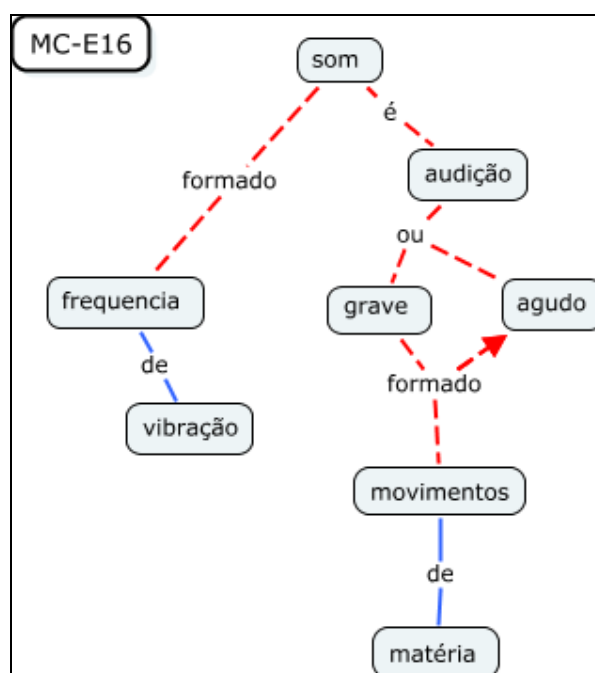 MC-E16
som
é
formado
audição
ou
frequencia
grave
agudo
de
formado
vibração
movimentos
de
matéria